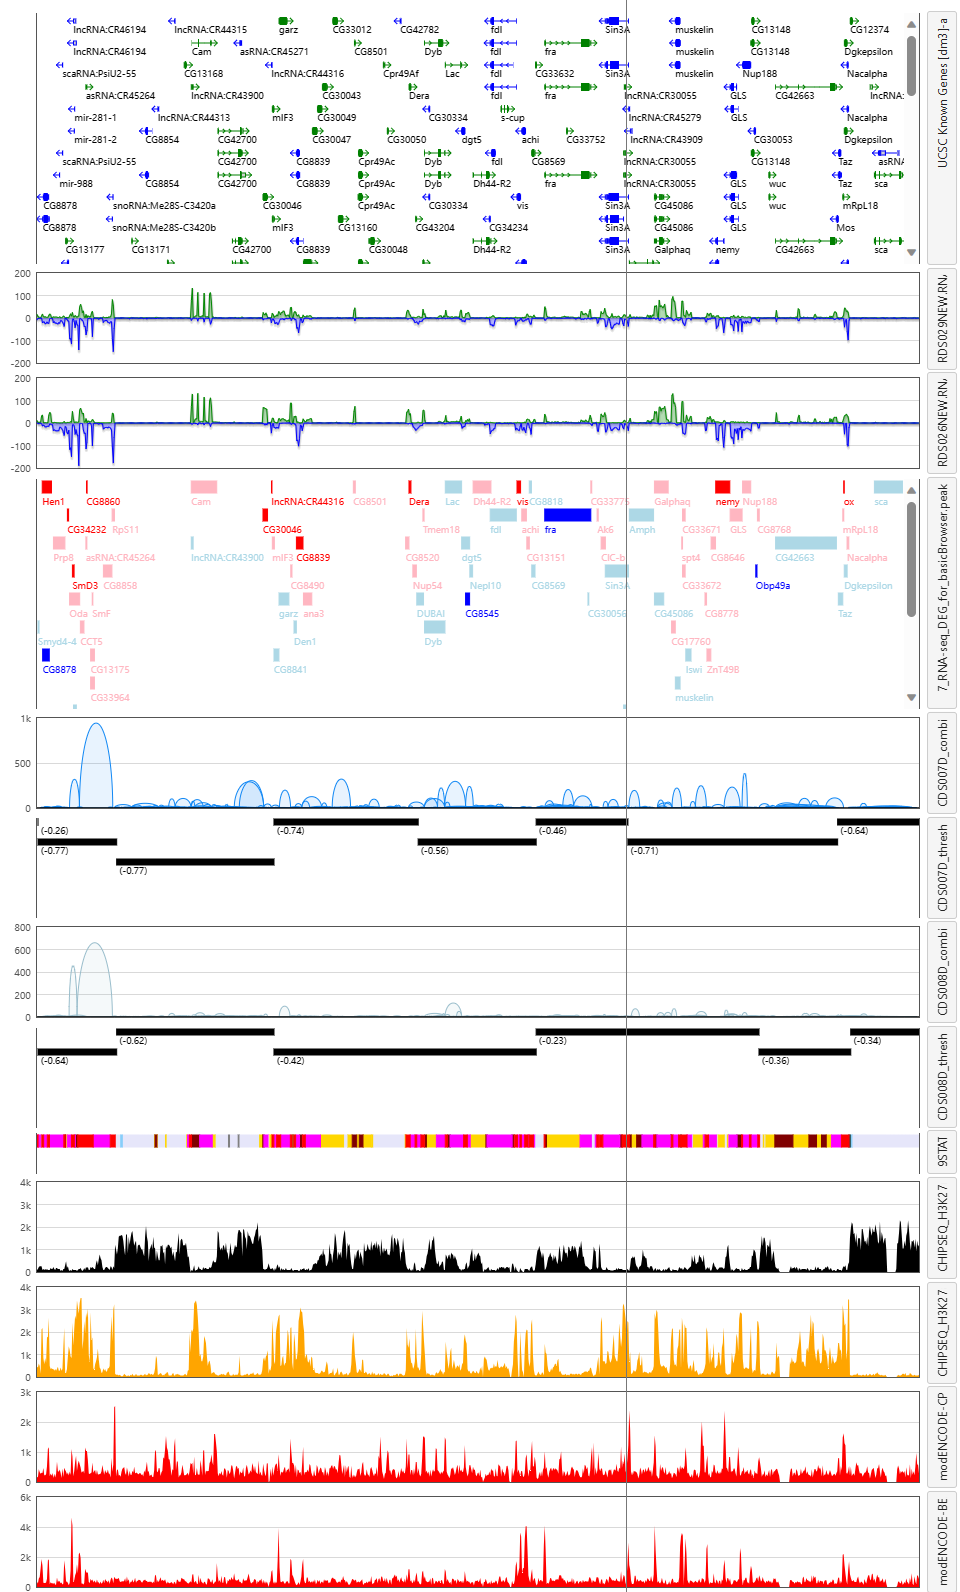 lncRNA:CR46194 lncRNA:CR44315 garz CG33012 CG42782 fdl Sin3A muskelin CG13148 CG12374
lncRNA:CR46194 Cam asRNA:CR45271 CG8501 Dyb fdl fra Sin3A muskelin CG13148 Dgkepsilon
scaRNA:PsiU2-55 CG13168 lncRNA:CR44316 Cpr49Af Lac fdl CG33632 Sin3A muskelin Nup188 Nacalpha
asRNA:CR45264 lncRNA:CR43900 CG30043 Dera fdl fra lncRNA:CR30055 GLS CG42663 lncRNA:
mir-281-1 lncRNA:CR44313 mIF3 CG30049 CG30334 s-cup lncRNA:CR45279 GLS Nacalpha
mir-281-2 CG8854 CG42700 CG30047 CG30050 dgt5 achi CG33752 lncRNA:CR43909 CG30053 Dgkepsilon
scaRNA:PsiU2-55 CG42700 CG8839 Cpr49Ac Dyb fdl CG8569 lncRNA:CR30055 CG13148 Taz asRNA
mir-988 CG8854 CG42700 CG8839 Cpr49Ac Dyb Dh44-R2 fra lncRNA:CR30055 GLS wuc Taz sca
CG8878 snoRNA:Me28S-C3420a CG30046 Cpr49Ac CG30334 vis Sin3A CG45086 GLS wuc mRpL18
CG8878 snoRNA:Me28S-C3420b mIF3 CG13160 CG43204 CG34234 Sin3A CG45086 GLS Mos
CG13177 CG13171 CG42700 CG8839 CG30048 Dh44-R2 Sin3A Galphaq nemy CG42663 sca
UCSC Known Genes [dm3]-a
200
100
0
-100
-200
RDS029NEW.RN
200
100
0
-100
-200
RDS026NEW.RN
Hen1 CG8860 Cam lncRNA:CR44316 CG8501 Dera Lac Dh44-R2 vis CG8818 CG33775 Galphaq nemy Nup188 ox sca
CG34232 RpS11 CG30046 Tmem18 fdl achi fra Ak6 Amph CG33671 GLS CG8768 mRpL18
Prp8 asRNA:CR45264 lncRNA:CR43900 mIF3 CG8839 CG8520 dgt5 CG13151 CIC-b spt4 CG8646 CG42663 Nacalpha
SmD3 CG8858 CG8490 Nup54 Nepl10 CG8569 Sin3A CG33672 Obp49a Dgkepsilon
Oda SmF garz ana3 DUBAI CG8545 CG30056 CG45086 CG8778 Taz
Smyd4-4 CCT5 Den1 Dyb CG17760
CG8878 CG13175 CG8841 Iswi ZnT49B
CG33964 muskelin
7_RNA-seq_DEG_for_basicBrowser.peak
1k
500
0
CDS007D_combi
(-0.26) (-0.74) (-0.46) (-0.64)
(-0.77) (-0.56) (-0.71)
(-0.77)
CDS007D_thresh
800
600
400
200
0
CDS008D_combi
(-0.62) (-0.23) (-0.34)
(-0.64) (-0.42) (-0.36)
CDS008D_thresh
9STAT
4k
3k
2k
1k
0
CHIPSEQ_H3K27
4k
3k
2k
1k
0
CHIPSEQ_H3K27
3k
2k
1k
0
modENCODE-CP
6k
4k
2k
0
modENCODE-BE